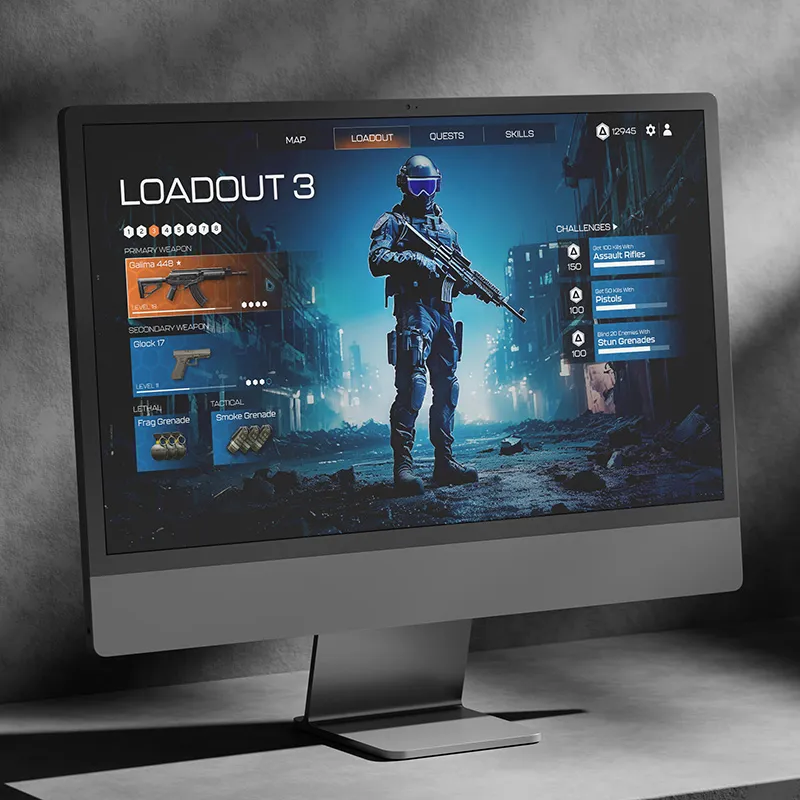 MAP LOADOUT QUESTS SKILLS 12945
LOADOUT 3
1 2 3 4 5 6 7 8
PRIMARY WEAPON
Galima 448 ★
LEVEL 18
SECONDARY WEAPON
Glock 17
LEVEL 11
LETHAL
Frag Grenade
TACTICAL
Smoke Grenade
CHALLENGES
150
Get 100 Kills With
Assault Rifles
100
Get 50 Kills With
Pistols
100
Blind 20 Enemies With
Stun Grenades